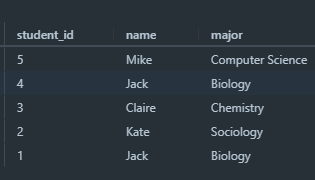 student_id name major
5 Mike Computer Science
4 Jack Biology
3 Claire Chemistry
2 Kate Sociology
1 Jack Biology